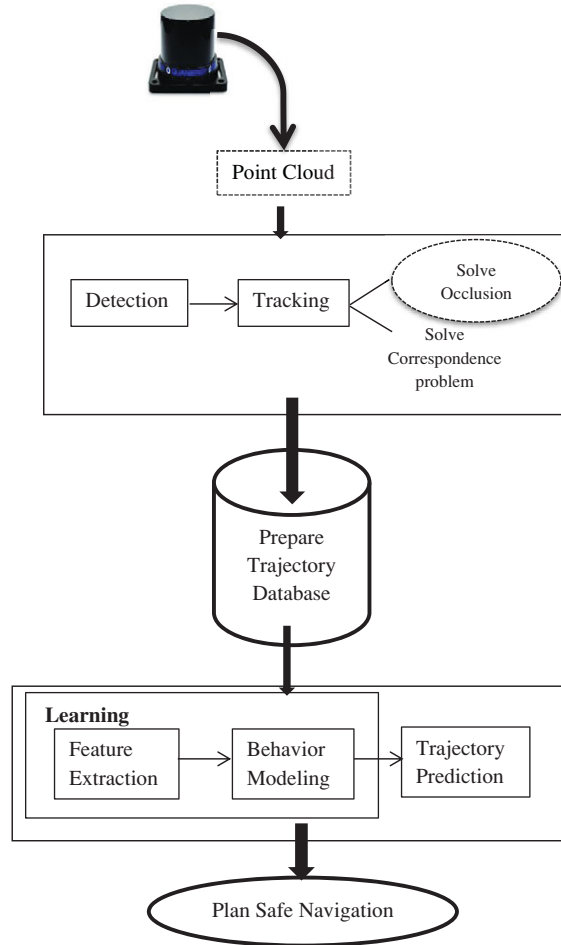 Point Cloud
Detection
Tracking
Solve
Occlusion
Solve
Correspondence
problem
Prepare
Trajectory
Database
Learning
Feature
Extraction
Behavior
Modeling
Trajectory
Prediction
Plan Safe Navigation